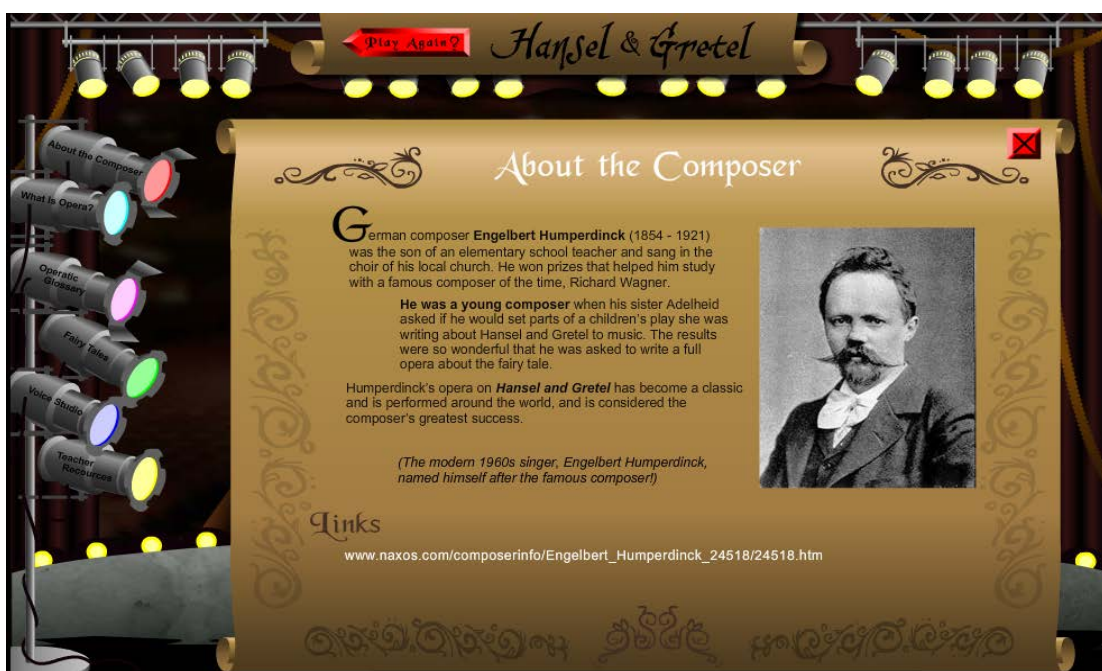 Play Again?
Hansel & Gretel
About the Composer
What Is Opera?
Operatic
Glossary
Fairy Tales
Voice Studio
Teacher
Recources
About the Composer
German composer Engelbert Humperdinck (1854 - 1921)
was the son of an elementary school teacher and sang in the
choir of his local church. He won prizes that helped him study
with a famous composer of the time, Richard Wagner.
He was a young composer when his sister Adelheid
asked if he would set parts of a children's play she was
writing about Hansel and Gretel to music. The results
were so wonderful that he was asked to write a full
opera about the fairy tale.
Humperdinck's opera on Hansel and Gretel has become a classic
and is performed around the world, and is considered the
composer's greatest success.
(The modern 1960s singer, Engelbert Humperdinck,
named himself after the famous composer!)
Links
www.naxos.com/composerinfo/Engelbert_Humperdinck_24518/24518.htm